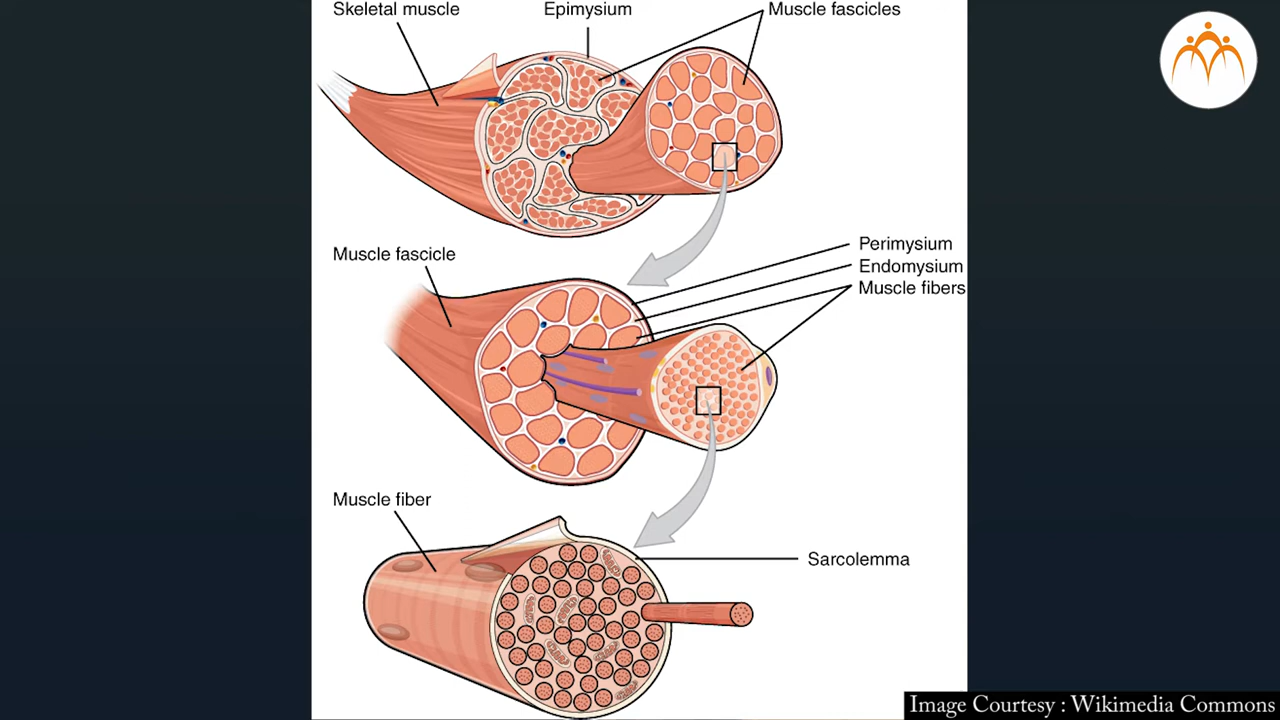 Skeletal muscle
Epimysium
Muscle fascicles
Muscle fascicle
Perimysium
Endomysium
Muscle fibers
Muscle fiber
Sarcolemma
Image Courtesy : Wikimedia Commons